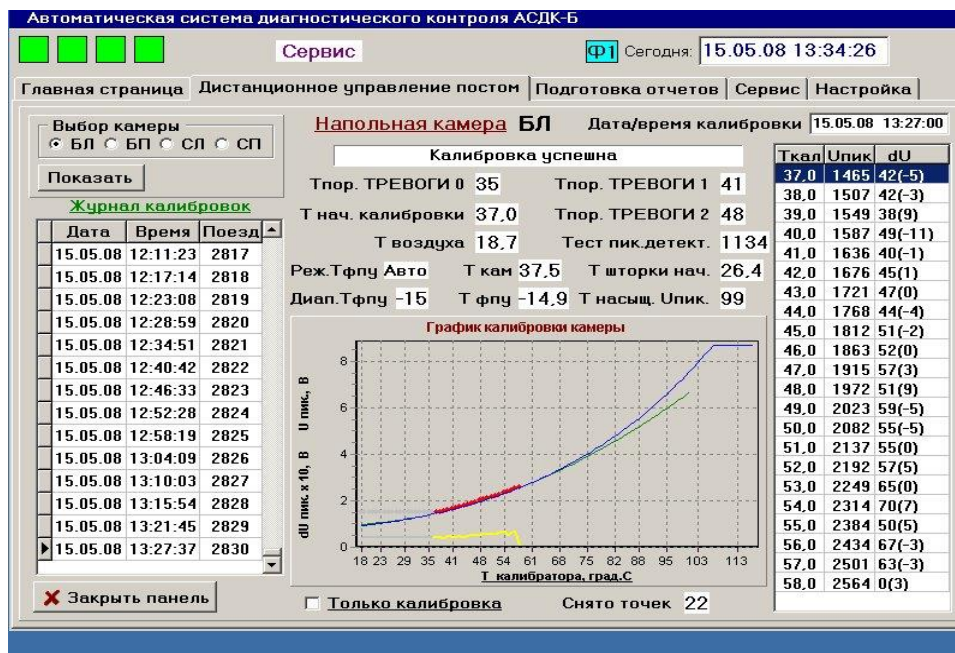 Автоматическая система диагностического контроля АСДК-Б
Сервис Ф1 Сегодня: 15.05.08 13:34:26
Главная страница Дистанционное управление постом Подготовка отчетов Сервис Настройка
Выбор камеры
БЛ БП СЛ СП
Показать
Журнал калибровок
Дата Время Поезд
15.05.08 12:11:23 2817
15.05.08 12:17:14 2818
15.05.08 12:23:08 2819
15.05.08 12:28:59 2820
15.05.08 12:34:51 2821
15.05.08 12:40:42 2822
15.05.08 12:46:33 2823
15.05.08 12:52:28 2824
15.05.08 12:58:19 2825
15.05.08 13:04:09 2826
15.05.08 13:10:03 2827
15.05.08 13:15:54 2828
15.05.08 13:21:45 2829
15.05.08 13:27:37 2830
Закрыть панель
Напольная камера БЛ Дата/время калибровки 15.05.08 13:27:00
Калибровка успешна
Тпор. ТРЕВОГИ 0 35 Тпор. ТРЕВОГИ 1 41
Т нач. калибровки 37,0 Тпор. ТРЕВОГИ 2 48
Т воздуха 18,7 Тест пик.детект. 1134
Реж.Тфпу Авто Т кам 37,5 Т шторки нач. 26,4
Диап.Тфпу -15 Т фпу -14,9 Т насыщ. Uпик. 99
График калибровки камеры
dU пик. x 10, В U пик., В
8
6
4
2
0
18 23 29 35 41 48 54 61 68 75 82 88 95 103 113
Т калибратора, град.С
Только калибровка Снято точек 22
Ткал Uпик dU
37,0 1465 42(-5)
38,0 1507 42(-3)
39,0 1549 38(9)
40,0 1587 49(-11)
41,0 1636 40(-1)
42,0 1676 45(1)
43,0 1721 47(0)
44,0 1768 44(-4)
45,0 1812 51(-2)
46,0 1863 52(0)
47,0 1915 57(3)
48,0 1972 51(9)
49,0 2023 59(-5)
50,0 2082 55(-5)
51,0 2137 55(0)
52,0 2192 57(5)
53,0 2249 65(0)
54,0 2314 70(7)
55,0 2384 50(5)
56,0 2434 67(-3)
57,0 2501 63(-3)
58,0 2564 0(3)